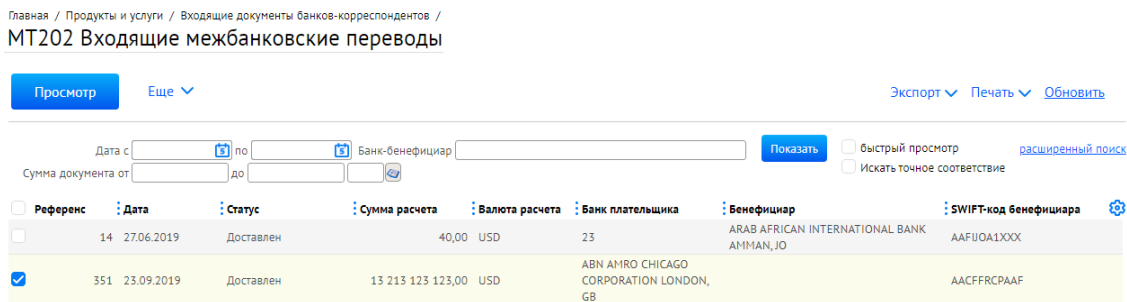 Главная / Продукты и услуги / Входящие документы банков-корреспондентов /
МТ202 Входящие межбанковские переводы
Просмотр Еще Экспорт Печать Обновить
Дата с по Банк-бенефициар Показать быстрый просмотр расширенный поиск
Сумма документа от до Искать точное соответствие
Референс Дата Статус Сумма расчета Валюта расчета Банк плательщика Бенефициар SWIFT-код бенефициара
14 27.06.2019 Доставлен 40,00 USD 23 ARAB AFRICAN INTERNATIONAL BANK AAFIJOA1XXX
AMMAN, JO
ABN AMRO CHICAGO
351 23.09.2019 Доставлен 13 213 123 123,00 USD CORPORATION LONDON, AACFFRCPAAF
GB